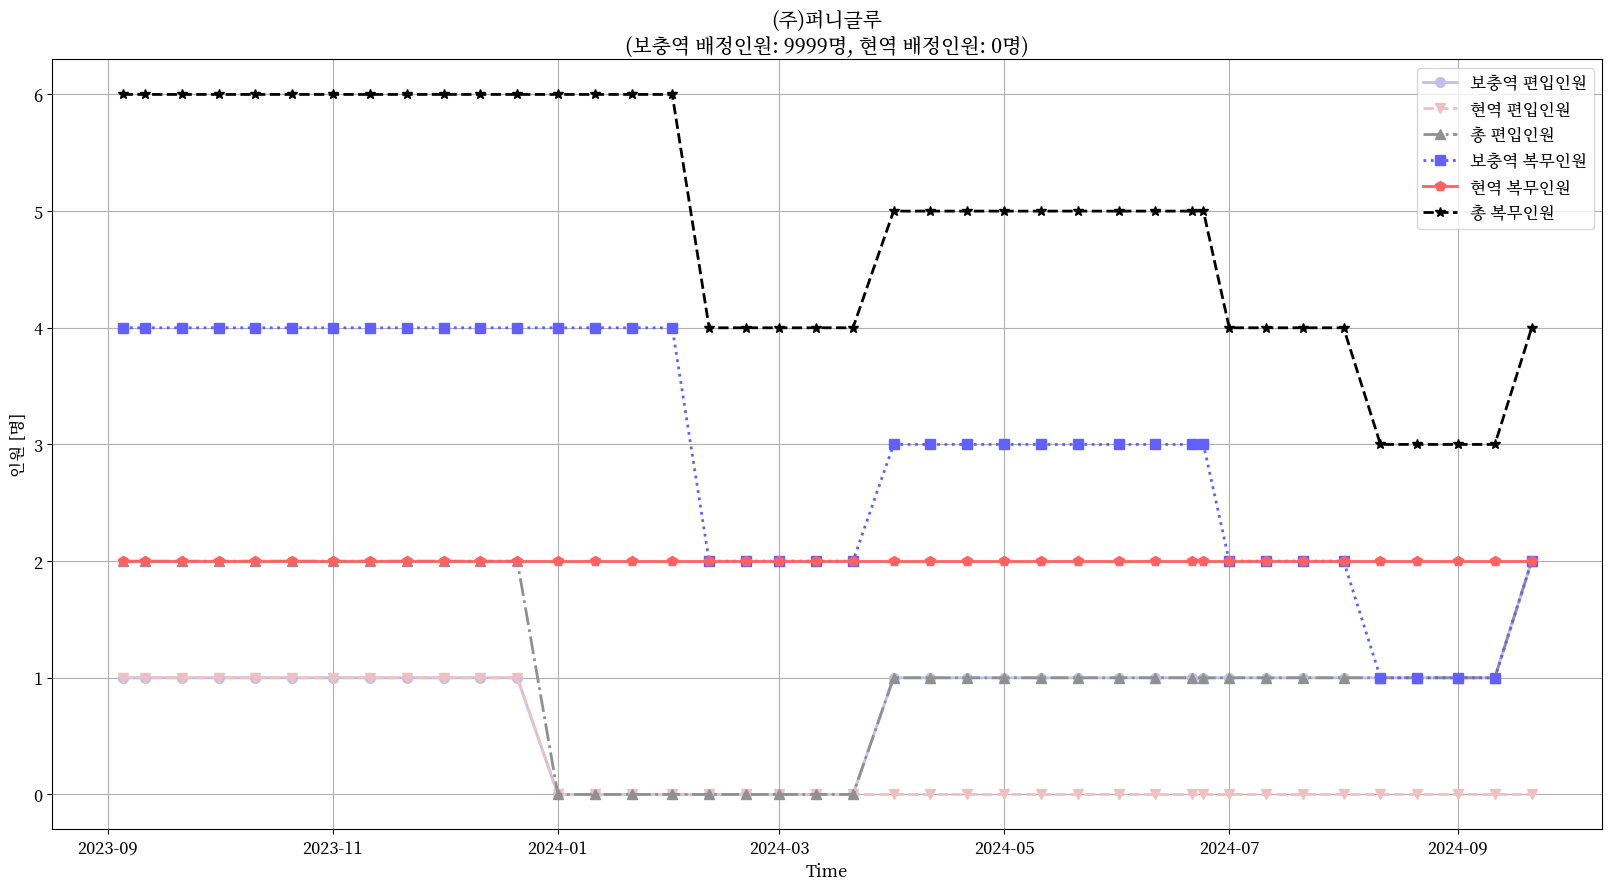 (주)퍼니글루
(보충역 배정인원: 9999명, 현역 배정인원: 0명)
보충역 편입인원
현역 편입인원
총 편입인원
보충역 복무인원
현역 복무인원
총 복무인원
인원 [명]
6
5
4
3
2
1
0
2023-09
2023-11
2024-01
2024-03
2024-05
2024-07
2024-09
Time